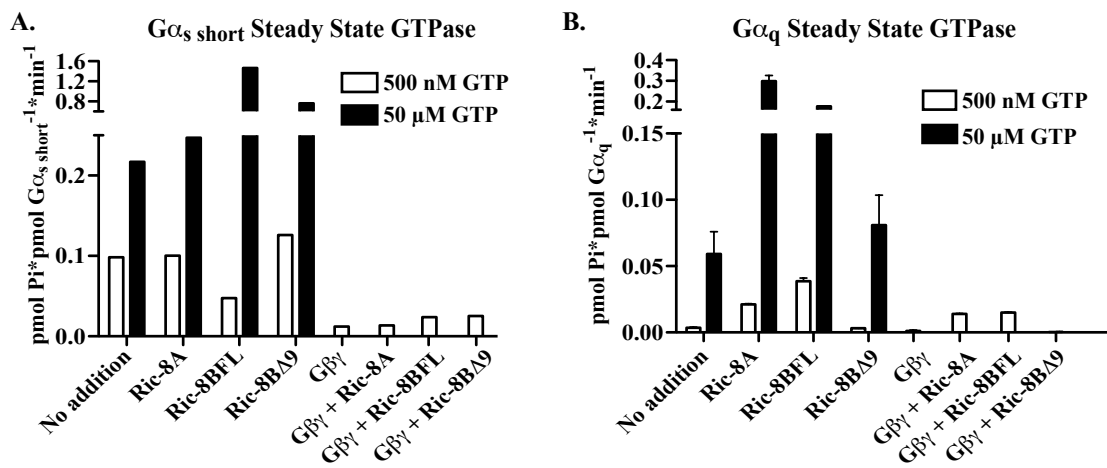 A.
Gαs short Steady State GTPase
pmol Pi*pmol Gαs short-1*min-1
1.6
0.8
0.2
0.1
0.0
500 nM GTP
50 µM GTP
No addition
Ric-8A
Ric-8BFL
Ric-8BΔ9
Gβγ
Gβγ + Ric-8A
Gβγ + Ric-8BFL
Gβγ + Ric-8BΔ9
B.
Gαq Steady State GTPase
pmol Pi*pmol Gαq-1*min-1
0.4
0.3
0.2
0.15
0.10
0.05
0.00
500 nM GTP
50 µM GTP
No addition
Ric-8A
Ric-8BFL
Ric-8BΔ9
Gβγ
Gβγ + Ric-8A
Gβγ + Ric-8BFL
Gβγ + Ric-8BΔ9